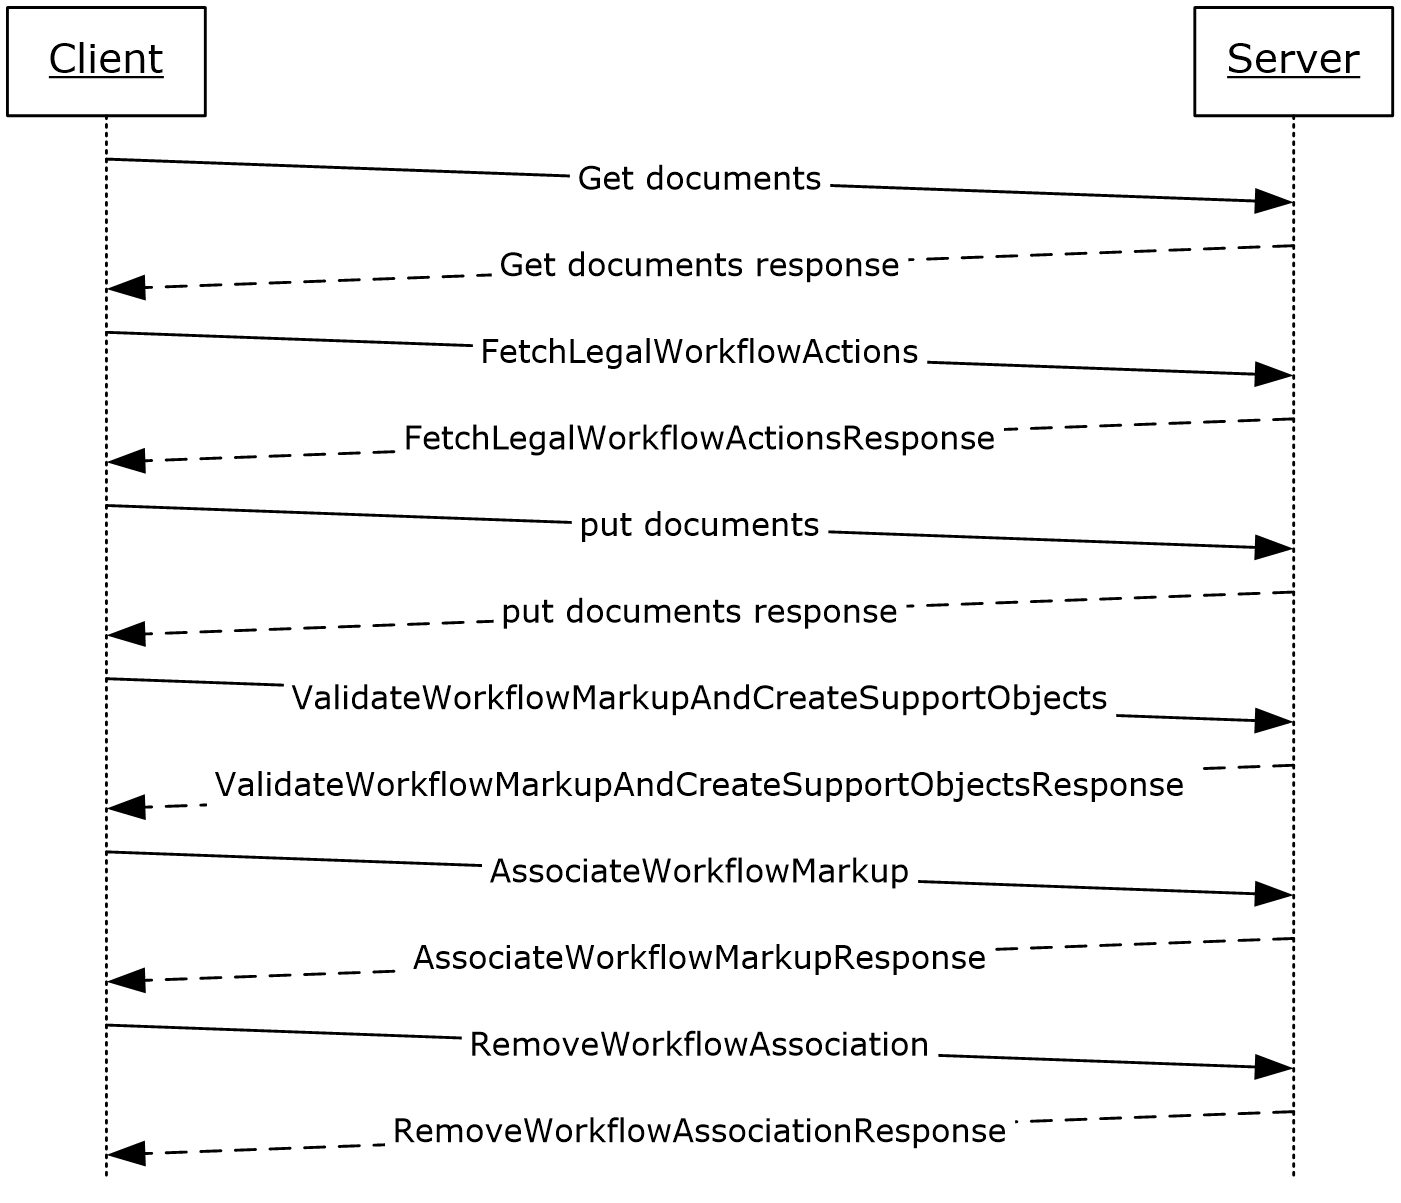 Client
Server
Get documents
Get documents response
FetchLegalWorkflowActions
FetchLegalWorkflowActionsResponse
put documents
put documents response
ValidateWorkflowMarkupAndCreateSupportObjects
ValidateWorkflowMarkupAndCreateSupportObjectsResponse
AssociateWorkflowMarkup
AssociateWorkflowMarkupResponse
RemoveWorkflowAssociation
RemoveWorkflowAssociationResponse